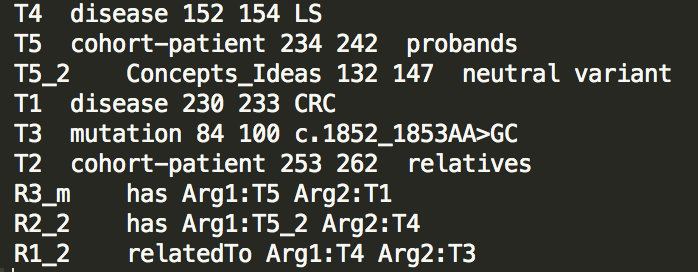 T4 disease 152 154 LS
T5 cohort-patient 234 242 probands
T5_2 Concepts_Ideas 132 147 neutral variant
T1 disease 230 233 CRC
T3 mutation 84 100 c.1852_1853AA>GC
T2 cohort-patient 253 262 relatives
R3_m has Arg1:T5 Arg2:T1
R2_2 has Arg1:T5_2 Arg2:T4
R1_2 relatedTo Arg1:T4 Arg2:T3